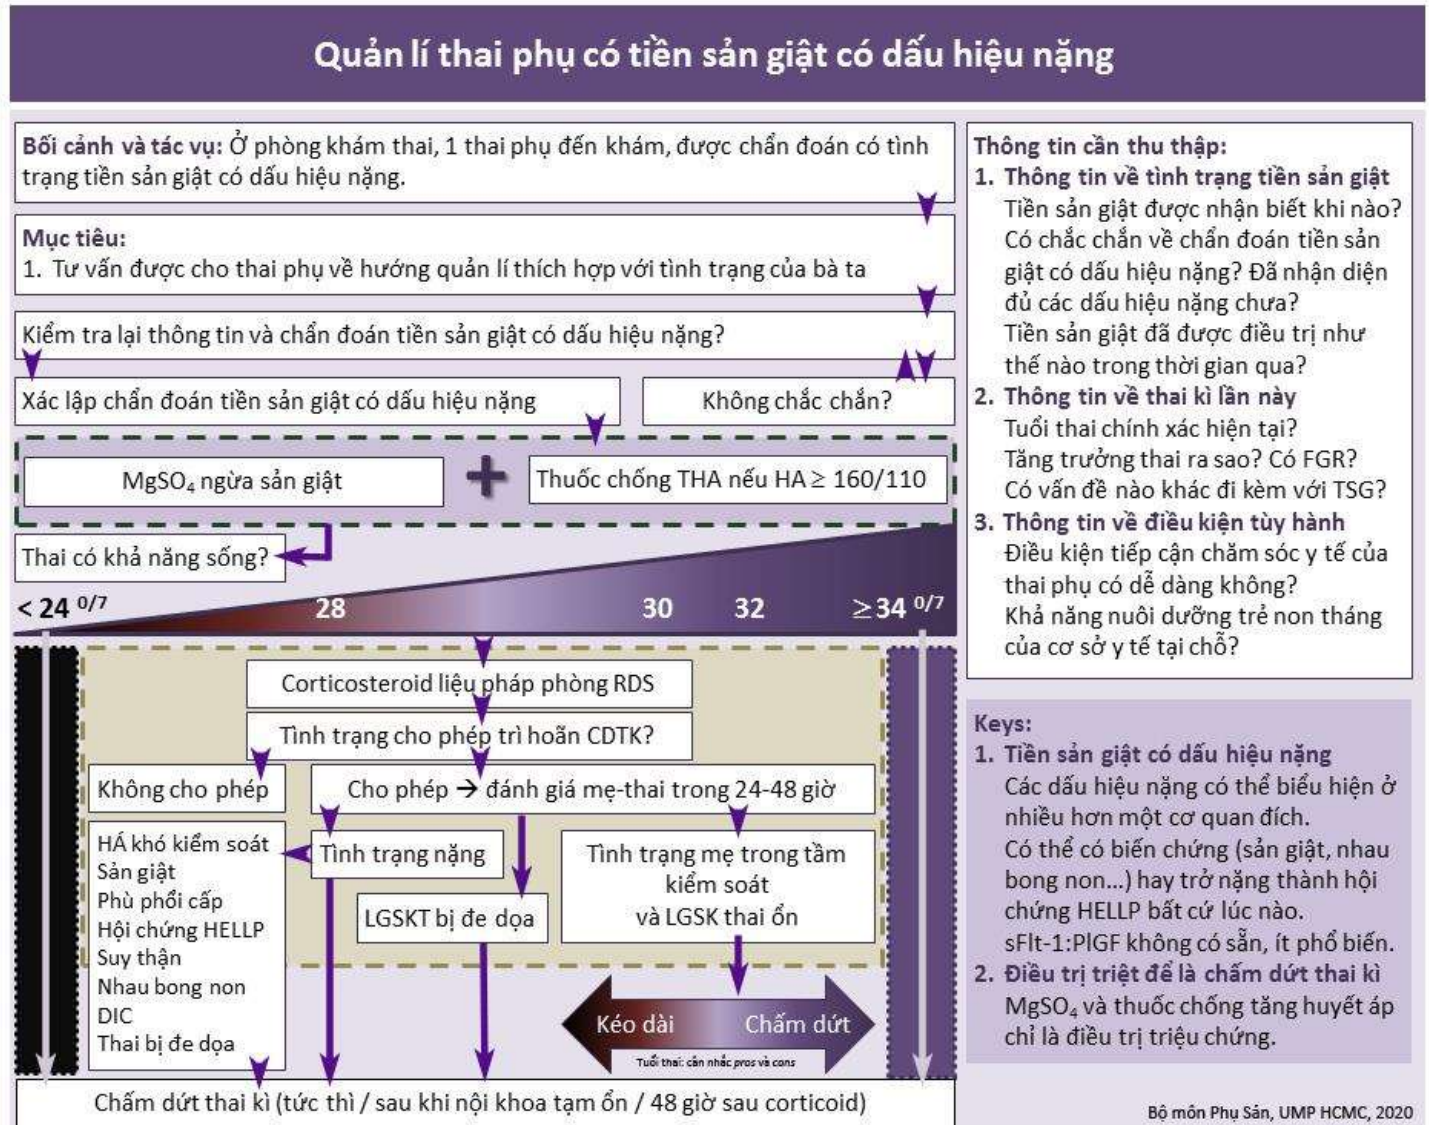 Quản lí thai phụ có tiền sản giật có dấu hiệu nặng
Bối cảnh và tác vụ: Ở phòng khám thai, 1 thai phụ đến khám, được chẩn đoán có tình
trạng tiền sản giật có dấu hiệu nặng.
Mục tiêu:
1. Tư vấn được cho thai phụ về hướng quản lí thích hợp với tình trạng của bà ta
Kiểm tra lại thông tin và chẩn đoán tiền sản giật có dấu hiệu nặng?
Xác lập chẩn đoán tiền sản giật có dấu hiệu nặng
Không chắc chắn?
MgSO₄ ngừa sản giật
+
Thuốc chống THA nếu HA ≥ 160/110
Thai có khả năng sống?
< 24 0/7
28
30
32
≥ 34 0/7
Corticosteroid liệu pháp phòng RDS
Tình trạng cho phép trì hoãn CDTK?
Không cho phép
Cho phép → đánh giá mẹ-thai trong 24-48 giờ
HÁ khó kiểm soát
Sản giật
Phù phổi cấp
Hội chứng HELLP
Suy thận
Nhau bong non
DIC
Thai bị đe dọa
Tình trạng nặng
LGSKT bị đe dọa
Tình trạng mẹ trong tầm
kiểm soát
và LGSK thai ổn
Kéo dài
Chấm dứt
Tuổi thai: cân nhắc pros và cons
Chấm dứt thai kì (tức thì / sau khi nội khoa tạm ổn / 48 giờ sau corticoid)
Thông tin cần thu thập:
1. Thông tin về tình trạng tiền sản giật
Tiền sản giật được nhận biết khi nào?
Có chắc chắn về chẩn đoán tiền sản
giật có dấu hiệu nặng? Đã nhận diện
đủ các dấu hiệu nặng chưa?
Tiền sản giật đã được điều trị như
thế nào trong thời gian qua?
2. Thông tin về thai kì lần này
Tuổi thai chính xác hiện tại?
Tăng trưởng thai ra sao? Có FGR?
Có vấn đề nào khác đi kèm với TSG?
3. Thông tin về điều kiện tùy hành
Điều kiện tiếp cận chăm sóc y tế của
thai phụ có dễ dàng không?
Khả năng nuôi dưỡng trẻ non tháng
của cơ sở y tế tại chỗ?
Keys:
1. Tiền sản giật có dấu hiệu nặng
Các dấu hiệu nặng có thể biểu hiện ở
nhiều hơn một cơ quan đích.
Có thể có biến chứng (sản giật, nhau
bong non...) hay trở nặng thành hội
chứng HELLP bất cứ lúc nào.
sFlt-1:PlGF không có sẵn, ít phổ biến.
2. Điều trị triệt để là chấm dứt thai kì
MgSO₄ và thuốc chống tăng huyết áp
chỉ là điều trị triệu chứng.
Bộ môn Phụ Sản, UMP HCMC, 2020